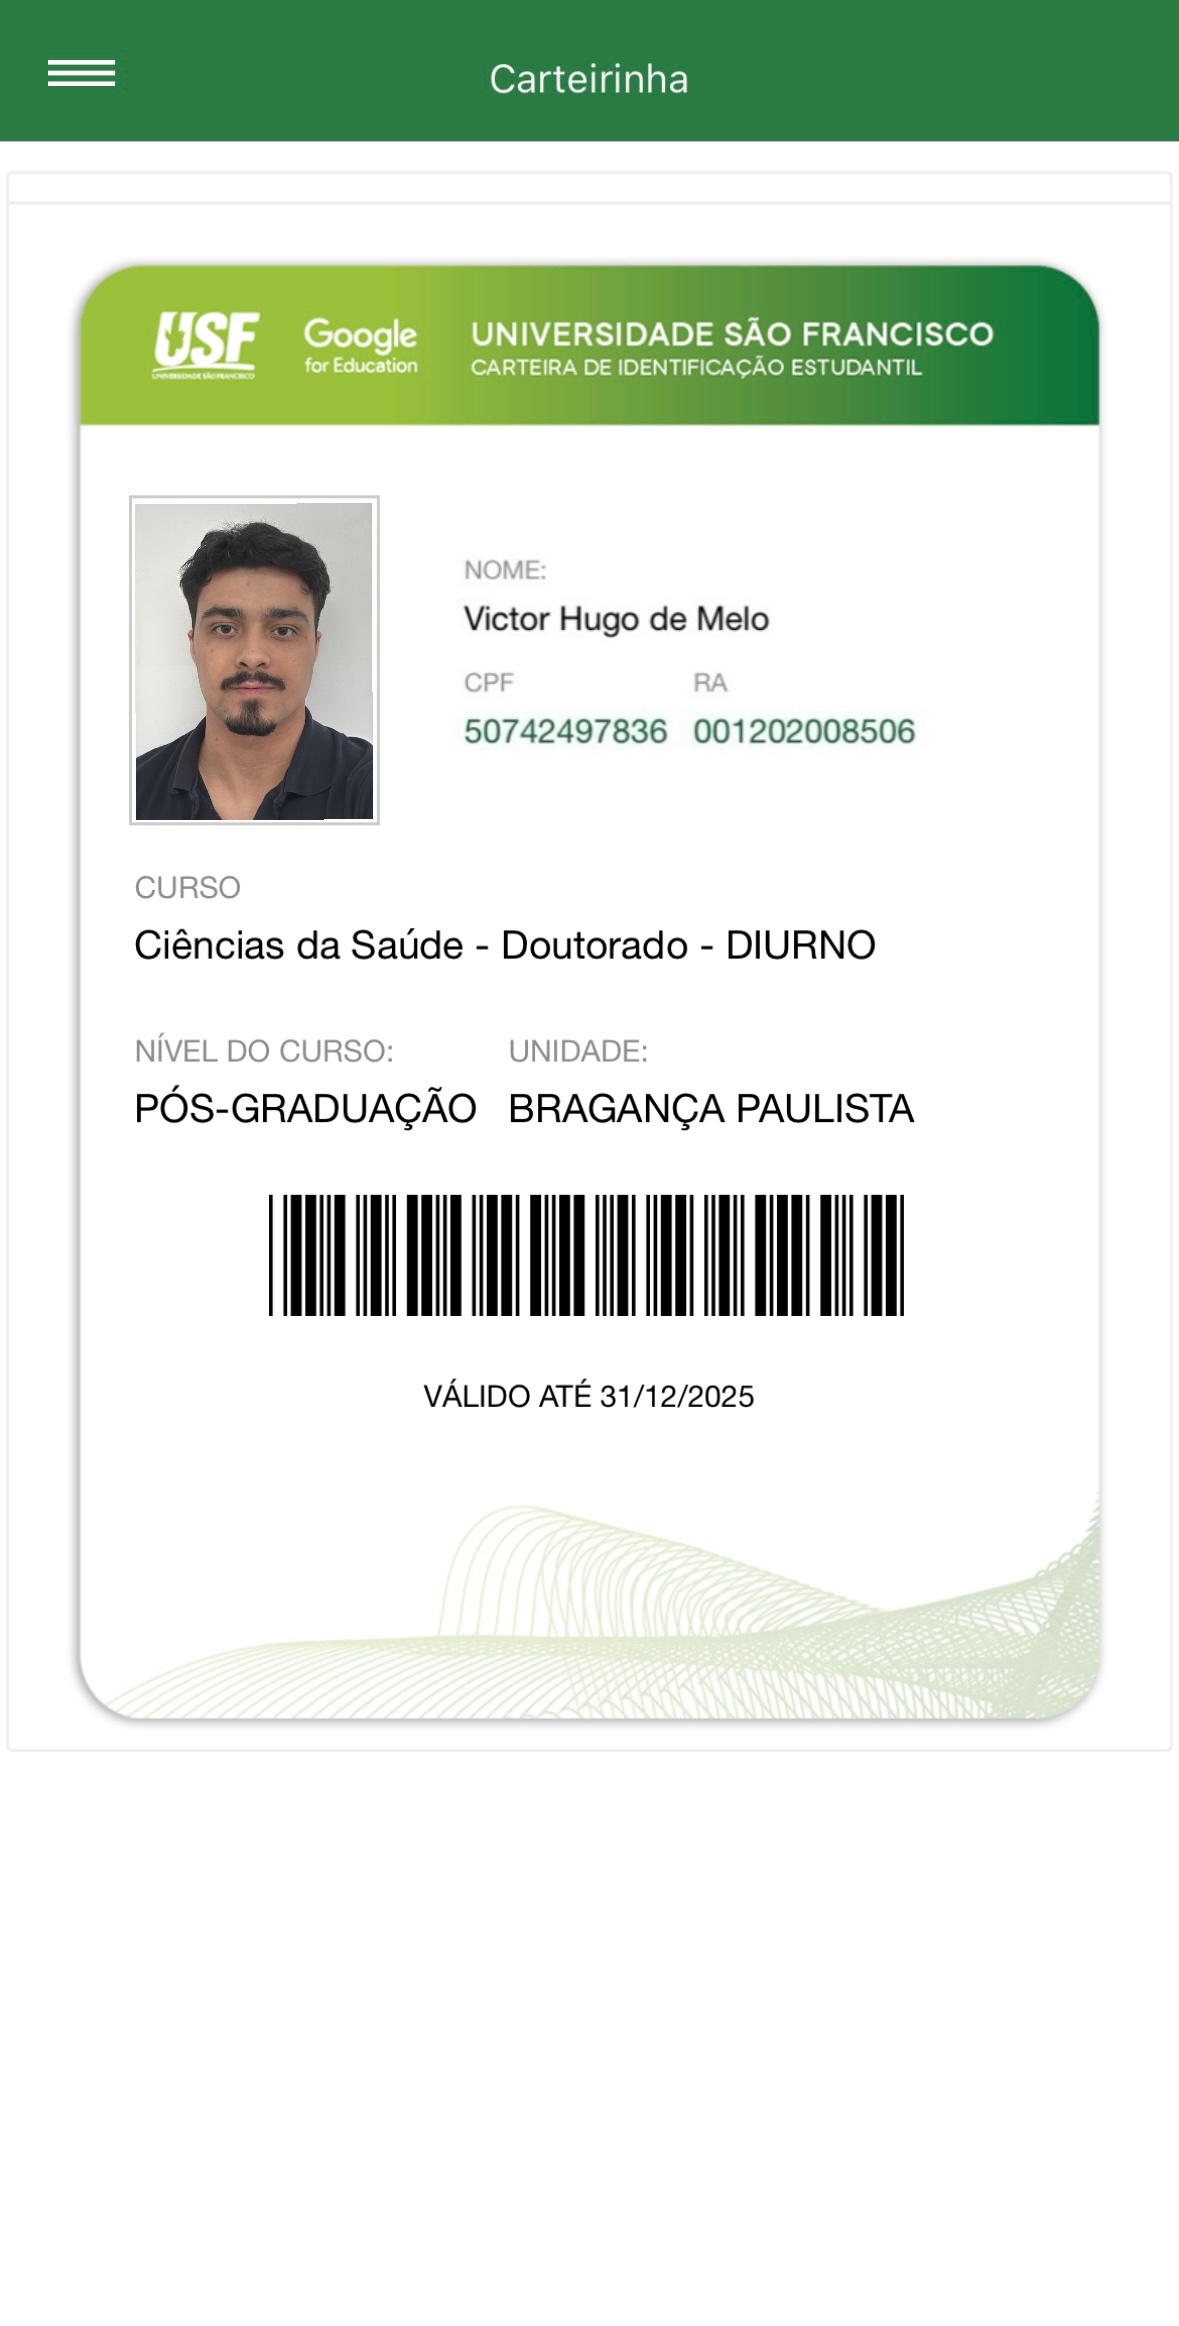 Carteirinha
USF
UNIVERSIDADE SÃO FRANCISCO
Google
for Education
UNIVERSIDADE SÃO FRANCISCO
CARTEIRA DE IDENTIFICAÇÃO ESTUDANTIL
NOME:
Victor Hugo de Melo
CPF RA
50742497836 001202008506
CURSO
Ciências da Saúde - Doutorado - DIURNO
NÍVEL DO CURSO: UNIDADE:
PÓS-GRADUAÇÃO BRAGANÇA PAULISTA
VÁLIDO ATÉ 31/12/2025